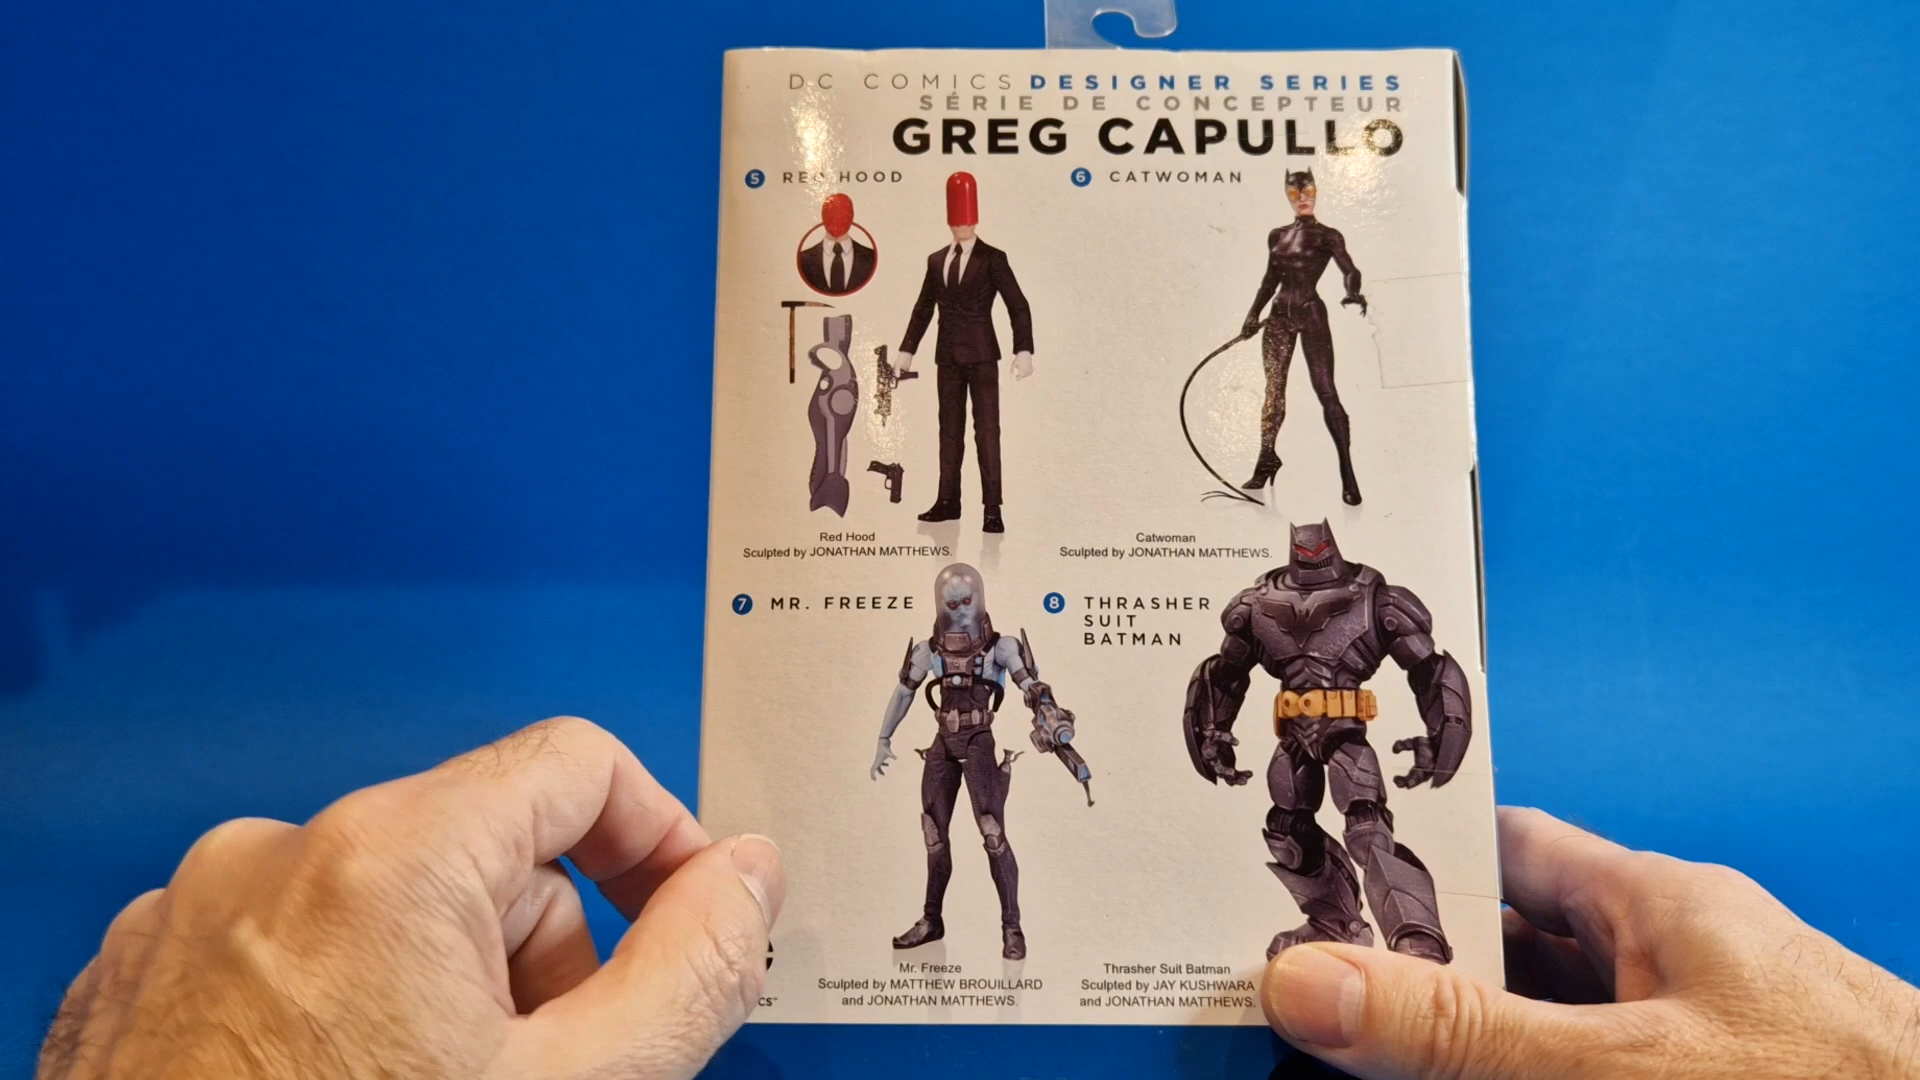 DC COMICS DESIGNER SERIES
SÉRIE DE CONCEPTEUR
GREG CAPULLO
5 RED HOOD
6 CATWOMAN
Red Hood
Sculpted by JONATHAN MATTHEWS.
Catwoman
Sculpted by JONATHAN MATTHEWS.
7 MR. FREEZE
8 THRASHER
SUIT
BATMAN
Mr. Freeze
Sculpted by MATTHEW BROUILLARD
and JONATHAN MATTHEWS.
Thrasher Suit Batman
Sculpted by JAY KUSHWARA
and JONATHAN MATTHEWS.